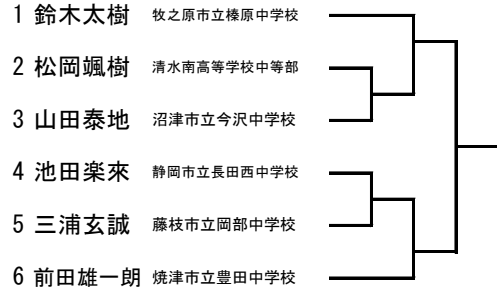 1 鈴木太樹 牧之原市立榛原中学校
2 松岡颯樹 清水南高等学校中等部
3 山田泰地 沼津市立今沢中学校
4 池田楽來 静岡市立長田西中学校
5 三浦玄誠 藤枝市立岡部中学校
6 前田雄一朗 焼津市立豊田中学校